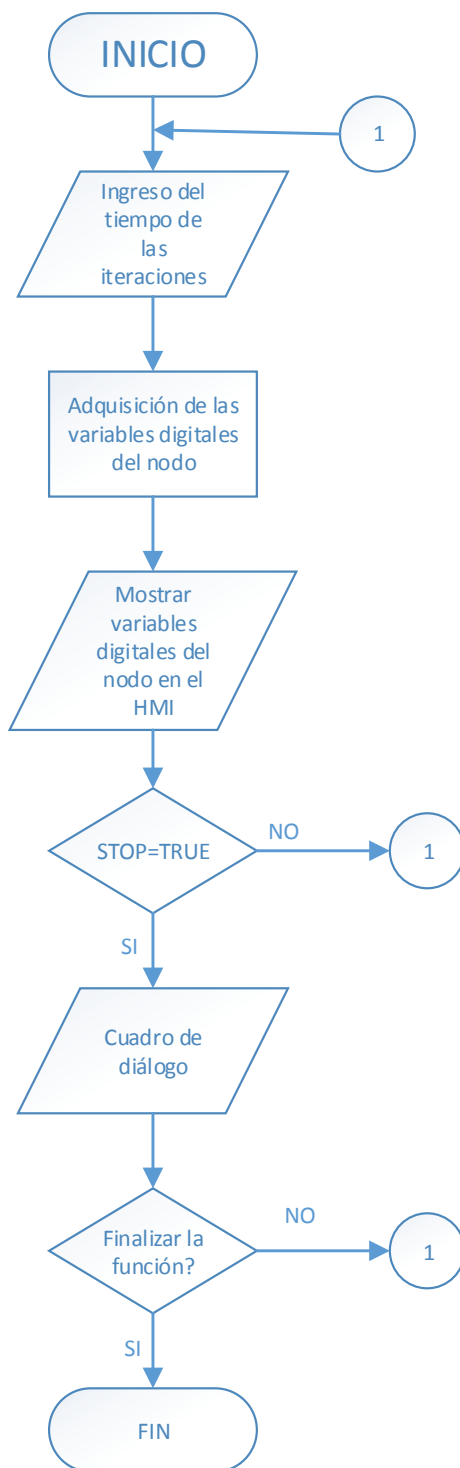 INICIO
1
Ingreso del
tiempo de
las
iteraciones
Adquisición de las
variables digitales
del nodo
Mostrar
variables
digitales del
nodo en el
HMI
STOP=TRUE
NO
1
SI
Cuadro de
diálogo
Finalizar la
función?
NO
1
SI
FIN